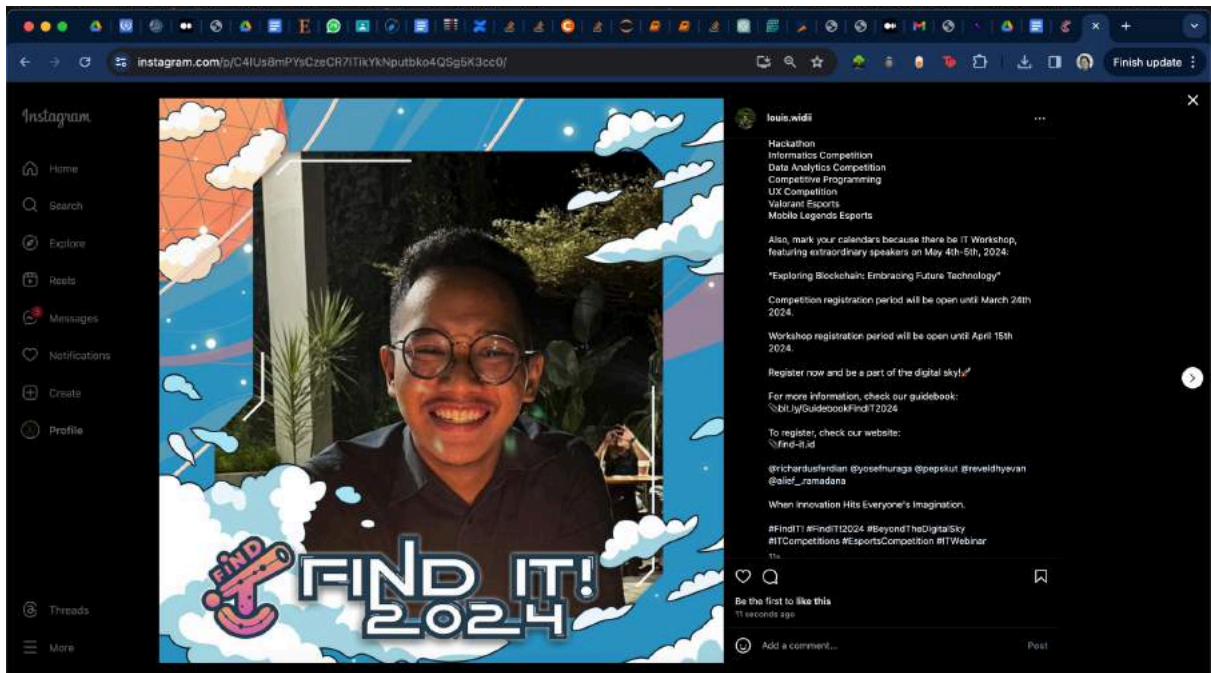 instagram.com/p/C4IUs8mPYsCzeCR7ITikYkNputbko4QSg5K3cc0/
Finish update
Instagram
Home
Search
Explore
Reels
Messages
Notifications
Create
Profile
Threads
More
FIND
FIND IT!
2024
louis.widii
Hackathon
Informatics Competition
Data Analytics Competition
Competitive Programming
UX Competition
Valorant Esports
Mobile Legends Esports
Also, mark your calendars because there be IT Workshop,
featuring extraordinary speakers on May 4th-5th, 2024:
"Exploring Blockchain: Embracing Future Technology"
Competition registration period will be open until March 24th
2024.
Workshop registration period will be open until April 15th
2024.
Register now and be a part of the digital sky!
For more information, check our guidebook:
bit.ly/GuidebookFindIT2024
To register, check our website:
find-it.id
@richardusferdian @yosefnuraga @pepskut @reveldhyevan
@alief_.ramadana
When Innovation Hits Everyone's Imagination.
#FindIT! #FindIT!2024 #BeyondTheDigitalSky
#ITCompetitions #EsportsCompetition #ITWebinar
11s
Be the first to like this
11 seconds ago
Add a comment...
Post